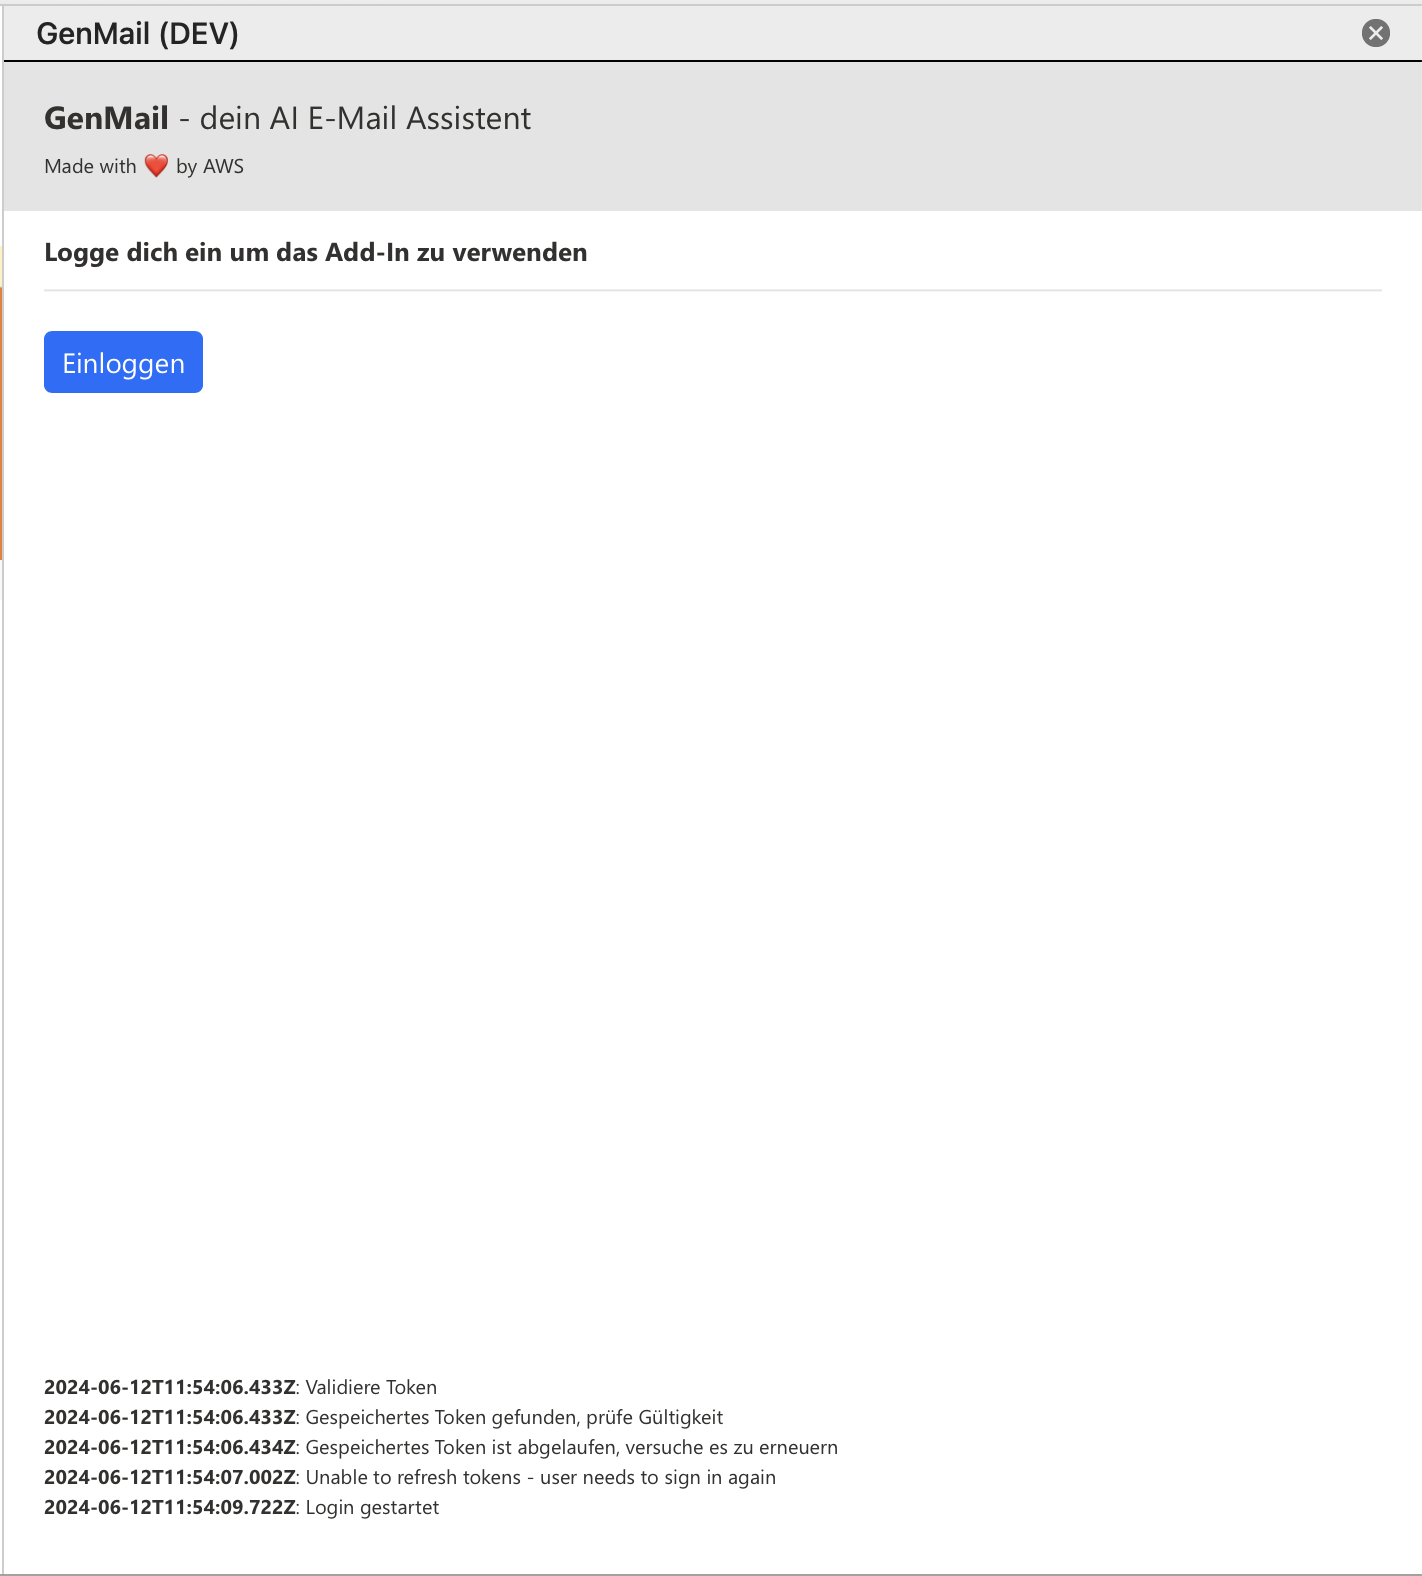 GenMail (DEV)
GenMail - dein AI E-Mail Assistent
Made with ❤️ by AWS
Logge dich ein um das Add-In zu verwenden
Einloggen
2024-06-12T11:54:06.433Z: Validiere Token
2024-06-12T11:54:06.433Z: Gespeichertes Token gefunden, prüfe Gültigkeit
2024-06-12T11:54:06.434Z: Gespeichertes Token ist abgelaufen, versuche es zu erneuern
2024-06-12T11:54:07.002Z: Unable to refresh tokens - user needs to sign in again
2024-06-12T11:54:09.722Z: Login gestartet